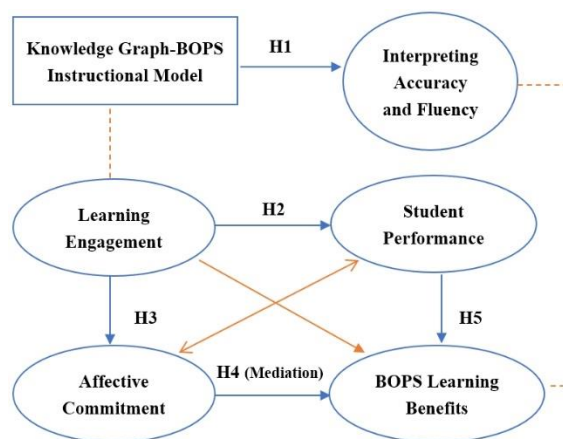 Knowledge Graph-BOPS
Instructional Model
H1
Interpreting
Accuracy
and Fluency
Learning
Engagement
H2
Student
Performance
H3
H5
Affective
Commitment
H4 (Mediation)
BOPS Learning
Benefits